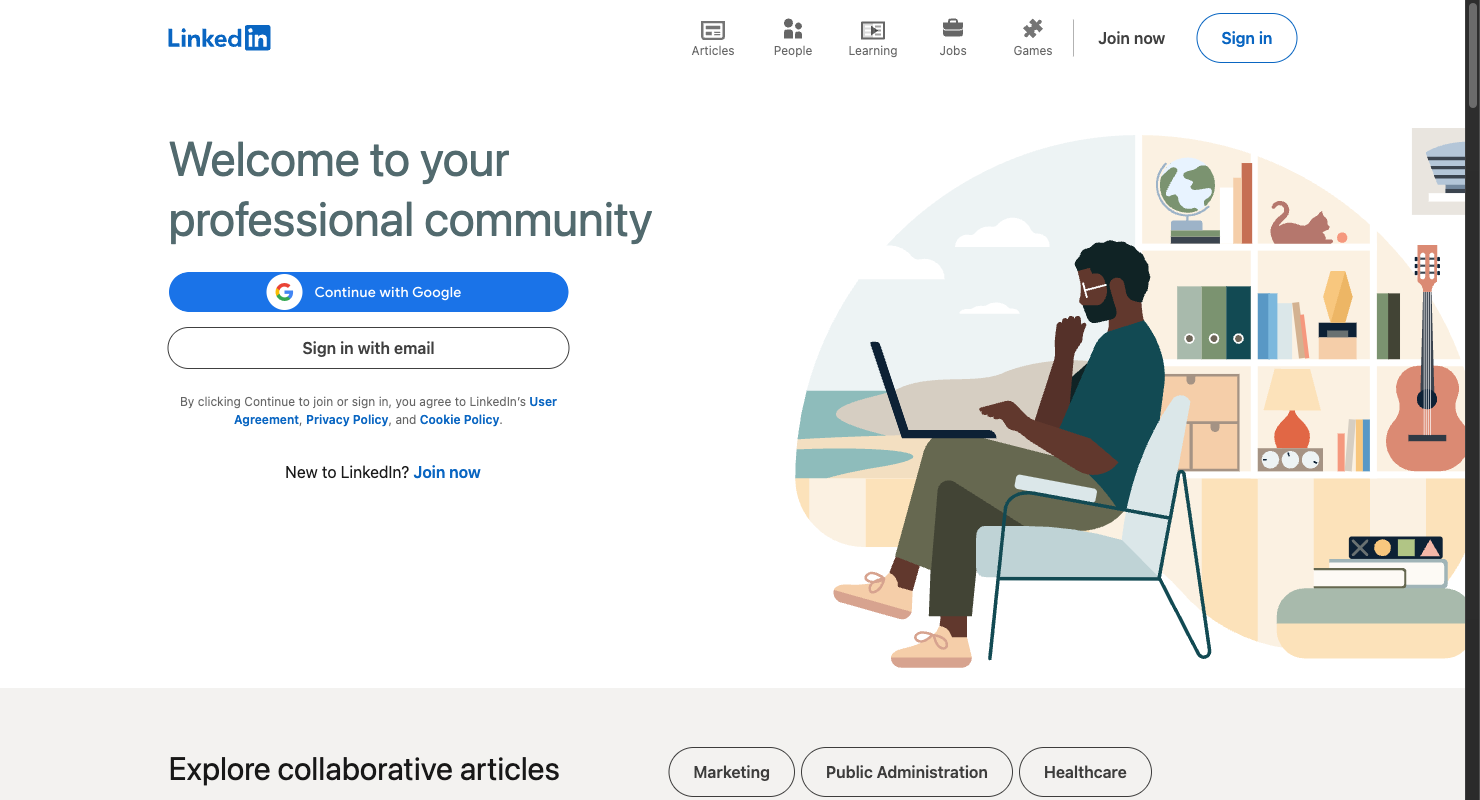 Linked in
Articles
People
Learning
Jobs
Games
Join now
Sign in
Welcome to your
professional community
Continue with Google
Sign in with email
By clicking Continue to join or sign in, you agree to LinkedIn’s User
Agreement, Privacy Policy, and Cookie Policy.
New to LinkedIn? Join now
Explore collaborative articles
Marketing
Public Administration
Healthcare